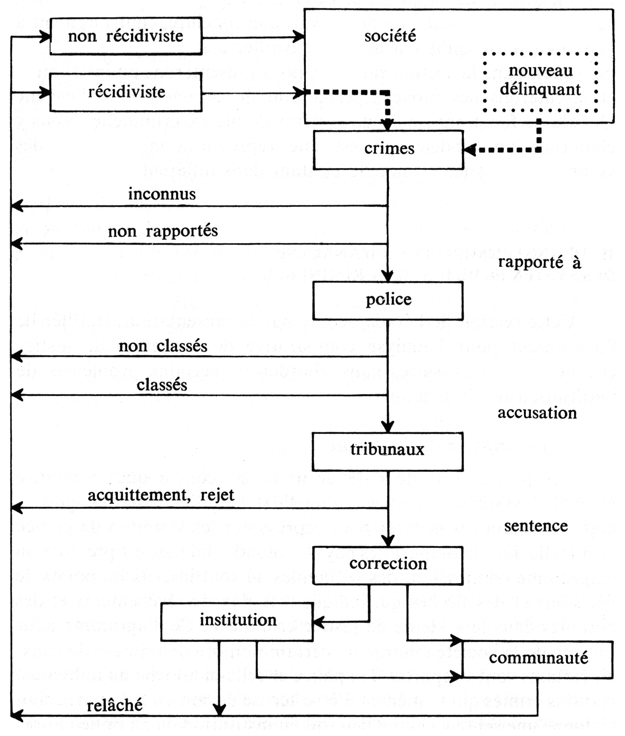 non récidiviste
société
récidiviste
nouveau
délinquant
crimes
inconnus
non rapportés
rapporté à
police
non classés
classés
accusation
tribunaux
acquittement, rejet
sentence
correction
institution
communauté
relâché